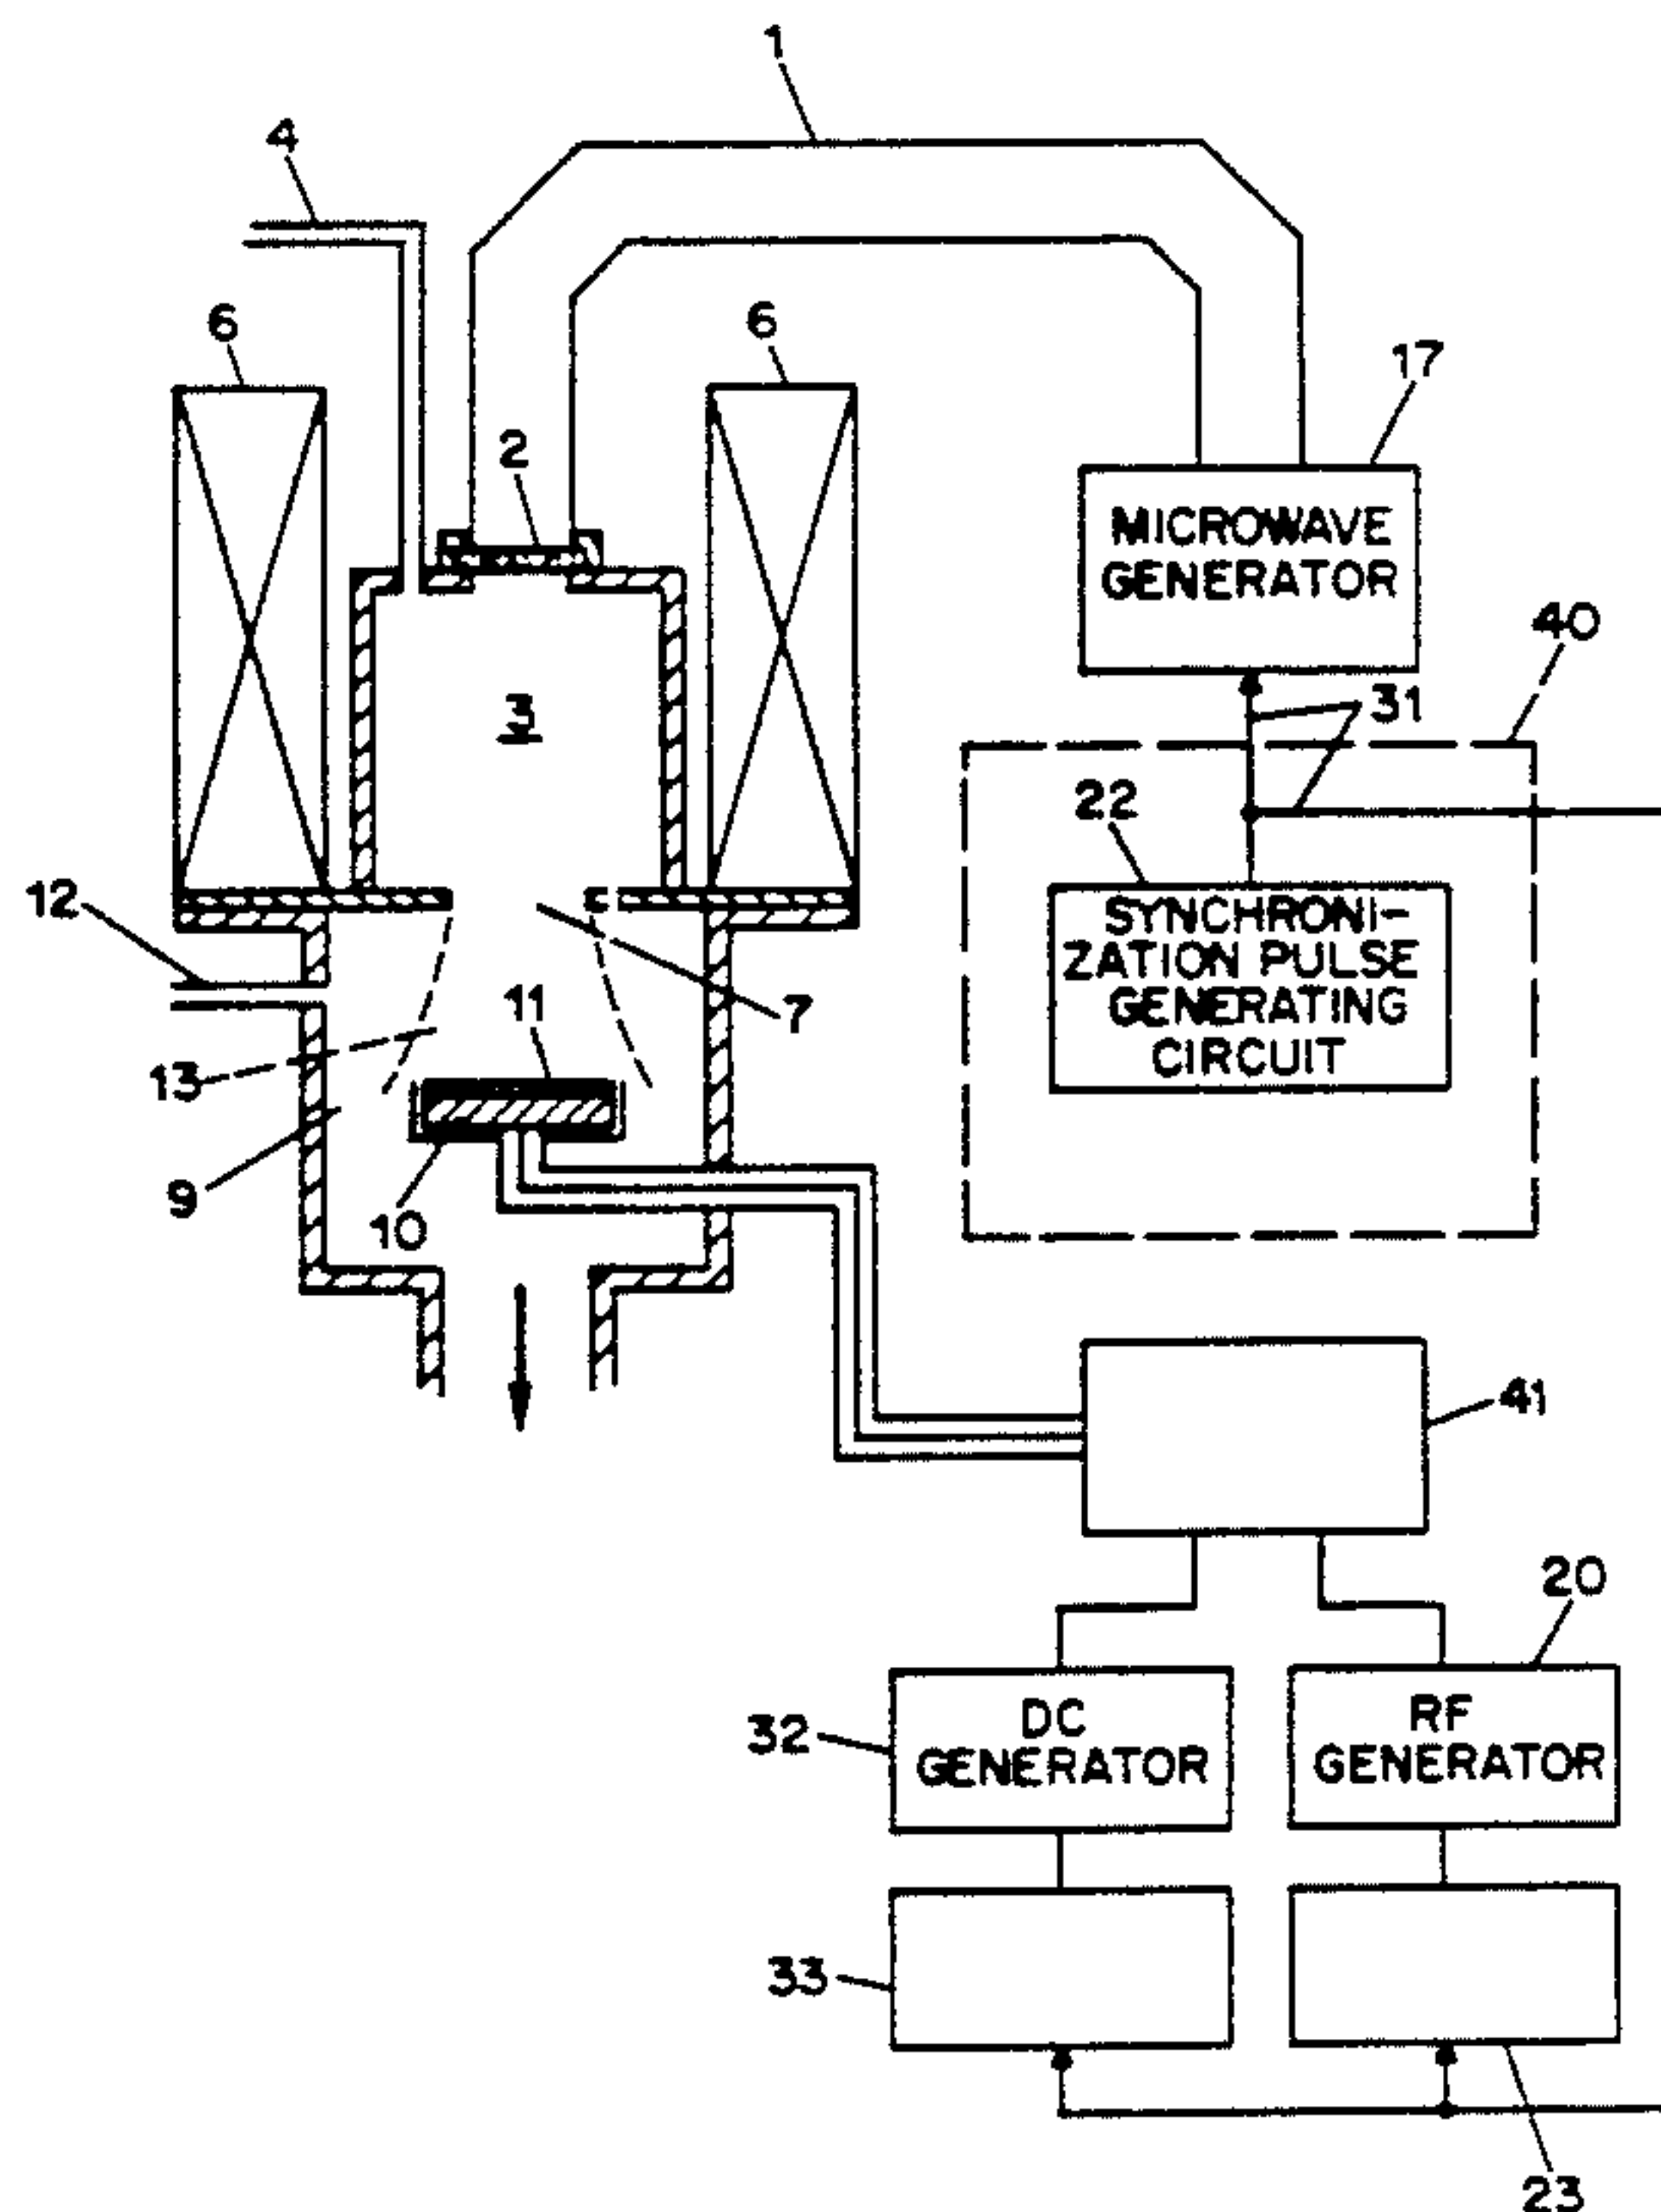 1
4
6
6
17
2
MICROWAVE
GENERATOR
40
3
31
22
12
SYNCHRONI-
ZATION PULSE
GENERATING
CIRCUIT
11
7
13
9
10
41
20
32
DC
GENERATOR
RF
GENERATOR
33
23